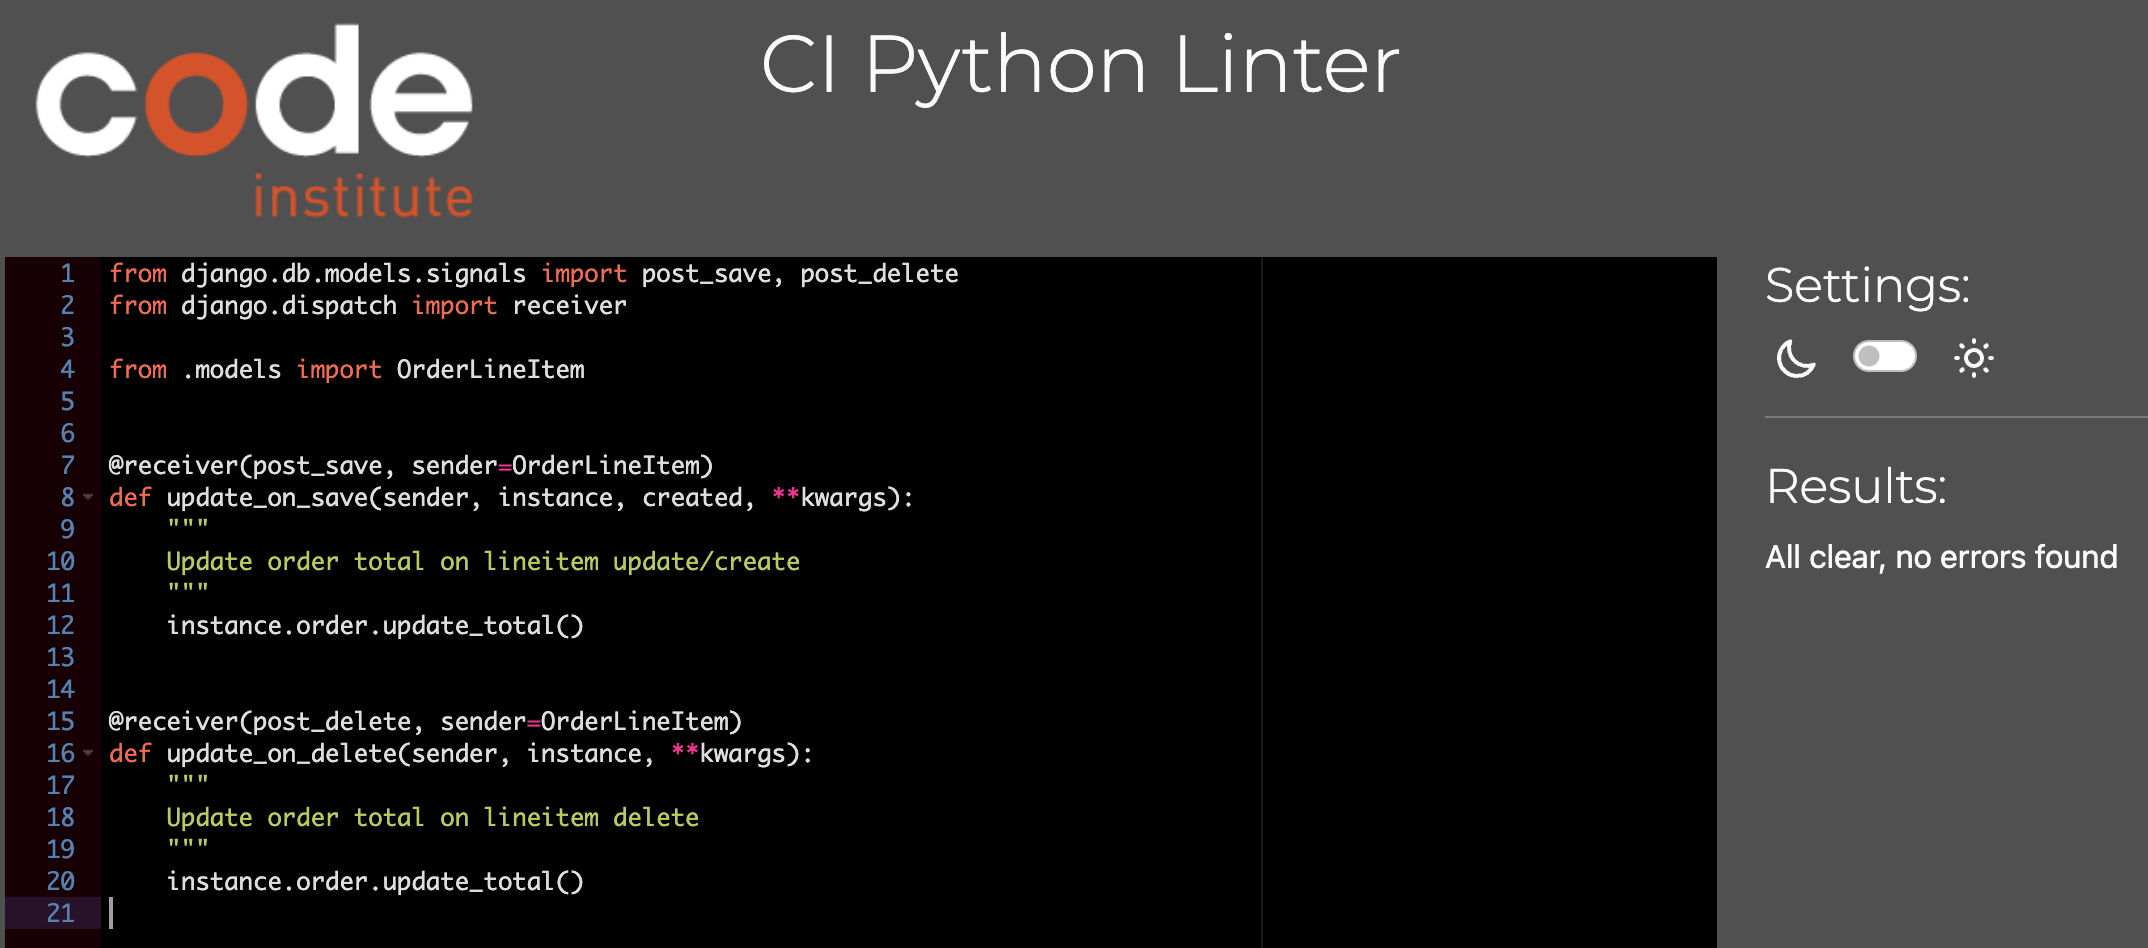 code
institute
CI Python Linter
1 from django.db.models.signals import post_save, post_delete
2 from django.dispatch import receiver
3
4 from .models import OrderLineItem
5
6
7 @receiver(post_save, sender=OrderLineItem)
8 def update_on_save(sender, instance, created, **kwargs):
9     """
10     Update order total on lineitem update/create
11     """
12     instance.order.update_total()
13
14
15 @receiver(post_delete, sender=OrderLineItem)
16 def update_on_delete(sender, instance, **kwargs):
17     """
18     Update order total on lineitem delete
19     """
20     instance.order.update_total()
21
Settings:
Results:
All clear, no errors found